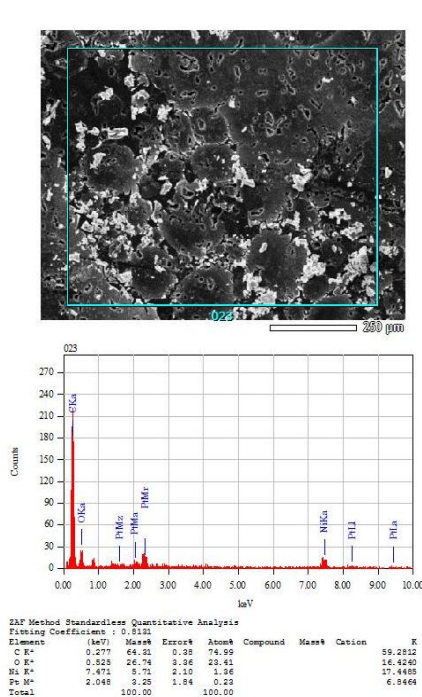 023
250 µm
023
Counts
270
240
210
180
150
120
90
60
30
0
CKa
OKa
PtMz
PtMa
PtMr
NiKa
PtLl
PtLa
0.00 1.00 2.00 3.00 4.00 5.00 6.00 7.00 8.00 9.00 10.00
keV
ZAF Method Standardless Quantitative Analysis
Fitting Coefficient : 0.8131
Element (keV) Mass% Error% Atom% Compound Mass% Cation K
C K* 0.277 64.31 0.38 74.99 59.2812
O K* 0.525 26.74 3.36 23.41 16.4240
Ni K* 7.471 5.71 2.10 1.36 17.4485
Pt M* 2.048 3.25 1.84 0.23 6.8464
Total 100.00 100.00